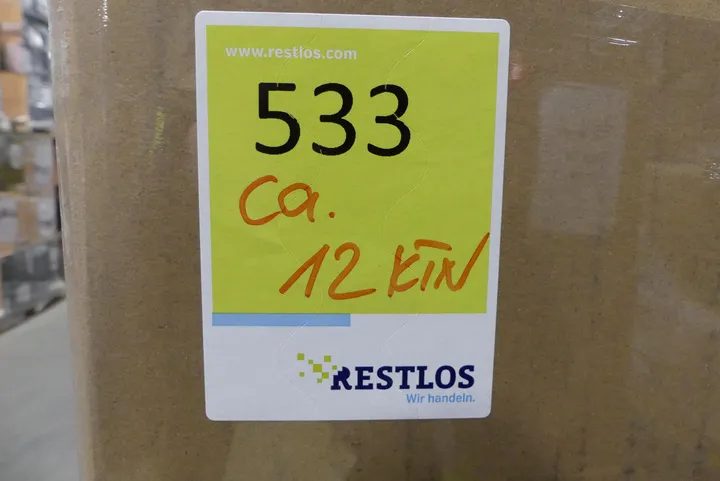 www.restlos.com
533
ca.
12 KTN
RESTLOS
Wir handeln.